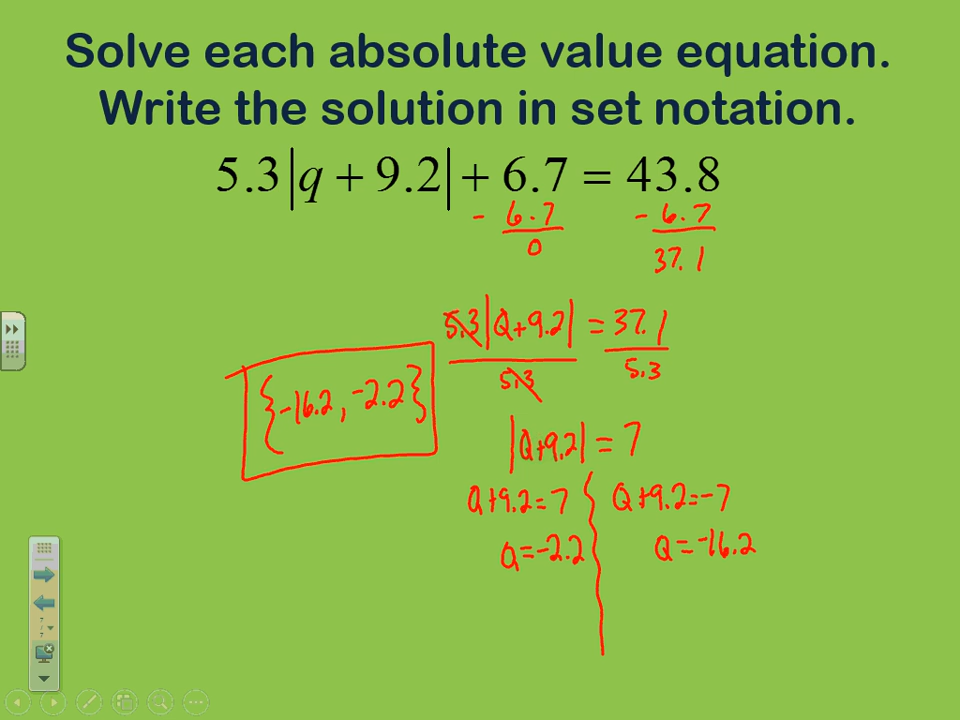 Solve each absolute value equation.
Write the solution in set notation.
5.3|q + 9.2| + 6.7 = 43.8
- 6.7 - 6.7
0 37.1
5.3|Q+9.2| = 37.1
5.3 5.3
{-16.2, -2.2}
|Q+9.2| = 7
Q+9.2=7 Q+9.2=-7
Q=-2.2 Q=-16.2